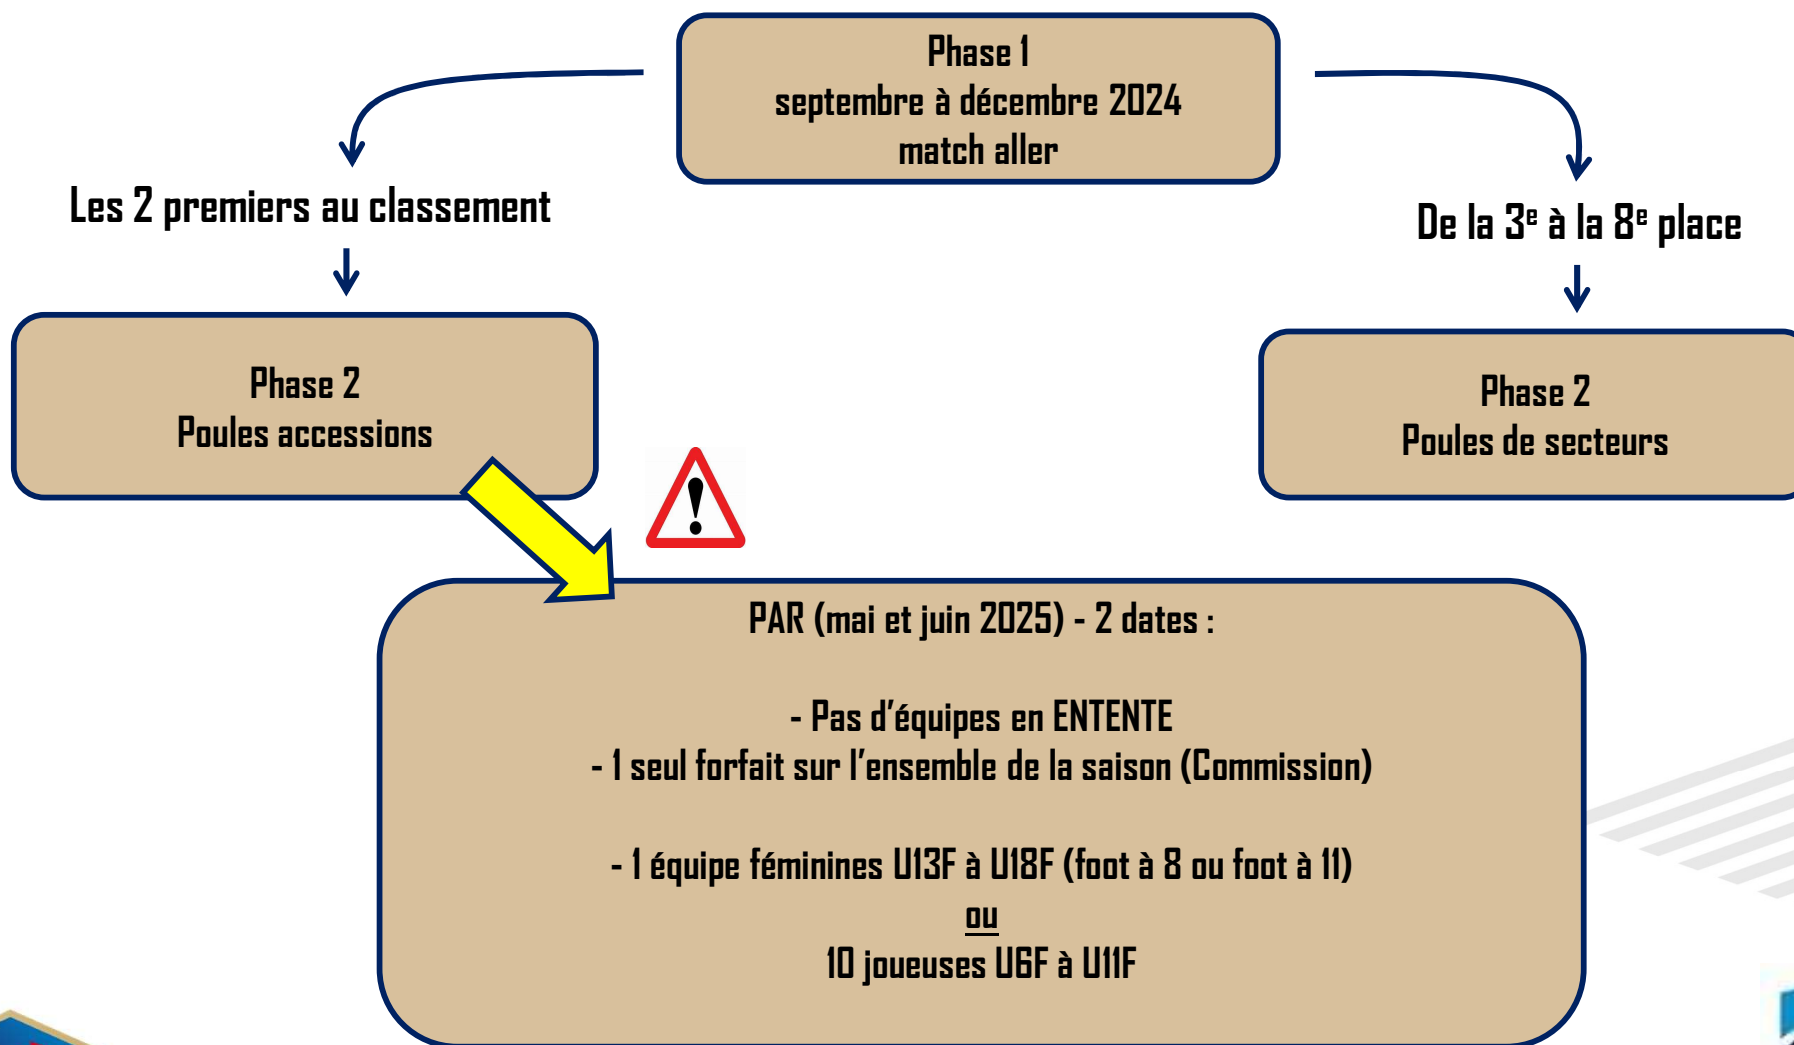 Phase 1
septembre à décembre 2024
match aller
Les 2 premiers au classement
De la 3e à la 8e place
Phase 2
Poules accessions
Phase 2
Poules de secteurs
PAR (mai et juin 2025) - 2 dates :
- Pas d'équipes en ENTENTE
- 1 seul forfait sur l'ensemble de la saison (Commission)
- 1 équipe féminines U13F à U18F (foot à 8 ou foot à 11)
ou
10 joueuses U6F à U11F